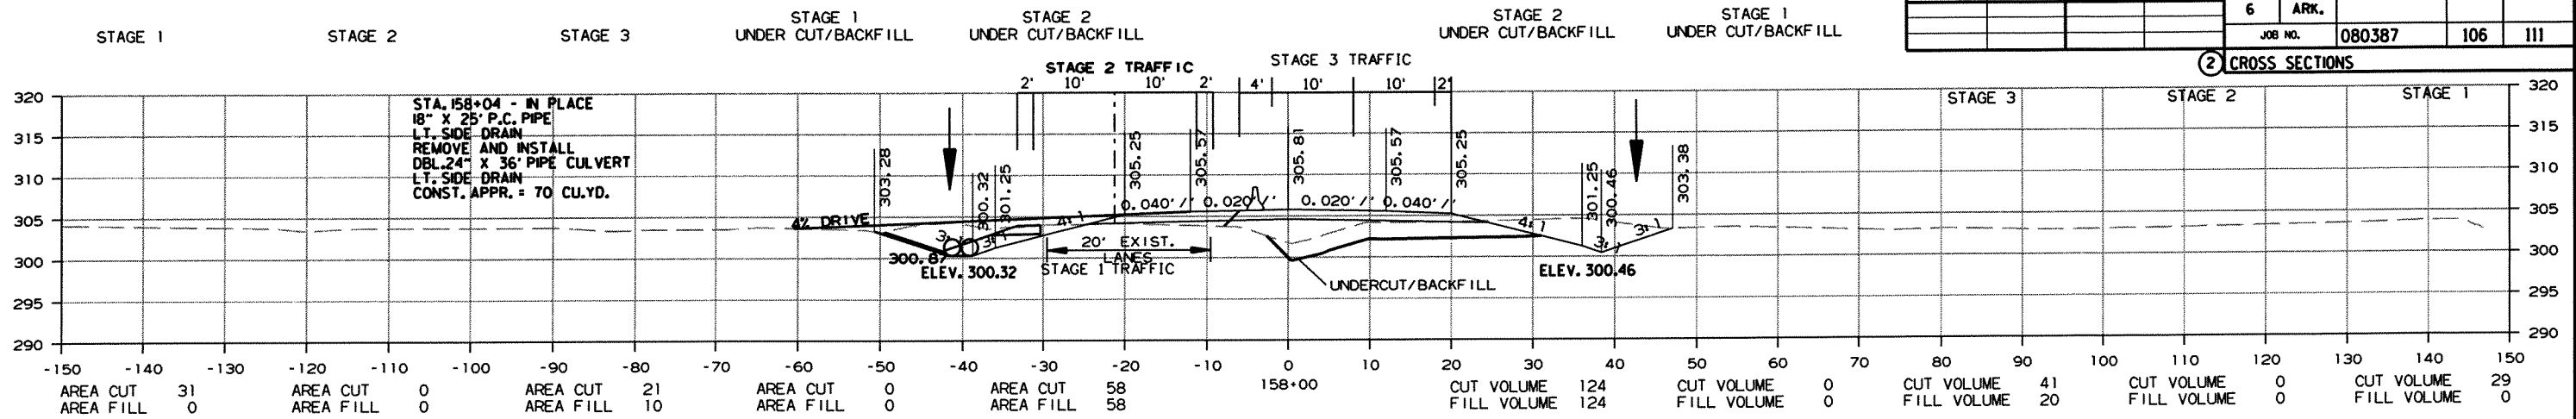 6 ARK.
JOB NO. 080387 106 111
2 CROSS SECTIONS
STAGE 1
STAGE 2
STAGE 3
STAGE 1
UNDER CUT/BACKFILL
STAGE 2
UNDER CUT/BACKFILL
STAGE 2
UNDER CUT/BACKFILL
STAGE 1
UNDER CUT/BACKFILL
STAGE 2 TRAFFIC
STAGE 3 TRAFFIC
2' 10' 10' 2' 4' 10' 10' 2'
STAGE 3
STAGE 2
STAGE 1
320
315
310
305
300
295
290
STA. 158+04 - IN PLACE
18" X 25' P.C. PIPE
LT. SIDE DRAIN
REMOVE AND INSTALL
DBL.24" X 36' PIPE CULVERT
LT. SIDE DRAIN
CONST. APPR. = 70 CU.YD.
303.28
300.32
301.25
305.25
305.57
305.81
305.57
305.25
301.25
300.46
303.38
4% DRIVE
3:1
3:1
4:1
0.040'/' 0.020'/' 0.020'/' 0.040'/'
4:1
3:1
3:1
300.87
ELEV. 300.32
20' EXIST.
LANES
STAGE 1 TRAFFIC
UNDERCUT/BACKFILL
ELEV. 300.46
320
315
310
305
300
295
290
-150 -140 -130 -120 -110 -100 -90 -80 -70 -60 -50 -40 -30 -20 -10 0 10 20 30 40 50 60 70 80 90 100 110 120 130 140 150
158+00
AREA CUT 31 AREA CUT 0 AREA CUT 21 AREA CUT 0 AREA CUT 58 CUT VOLUME 124 CUT VOLUME 0 CUT VOLUME 41 CUT VOLUME 0 CUT VOLUME 29
AREA FILL 0 AREA FILL 0 AREA FILL 10 AREA FILL 0 AREA FILL 58 FILL VOLUME 124 FILL VOLUME 0 FILL VOLUME 20 FILL VOLUME 0 FILL VOLUME 0